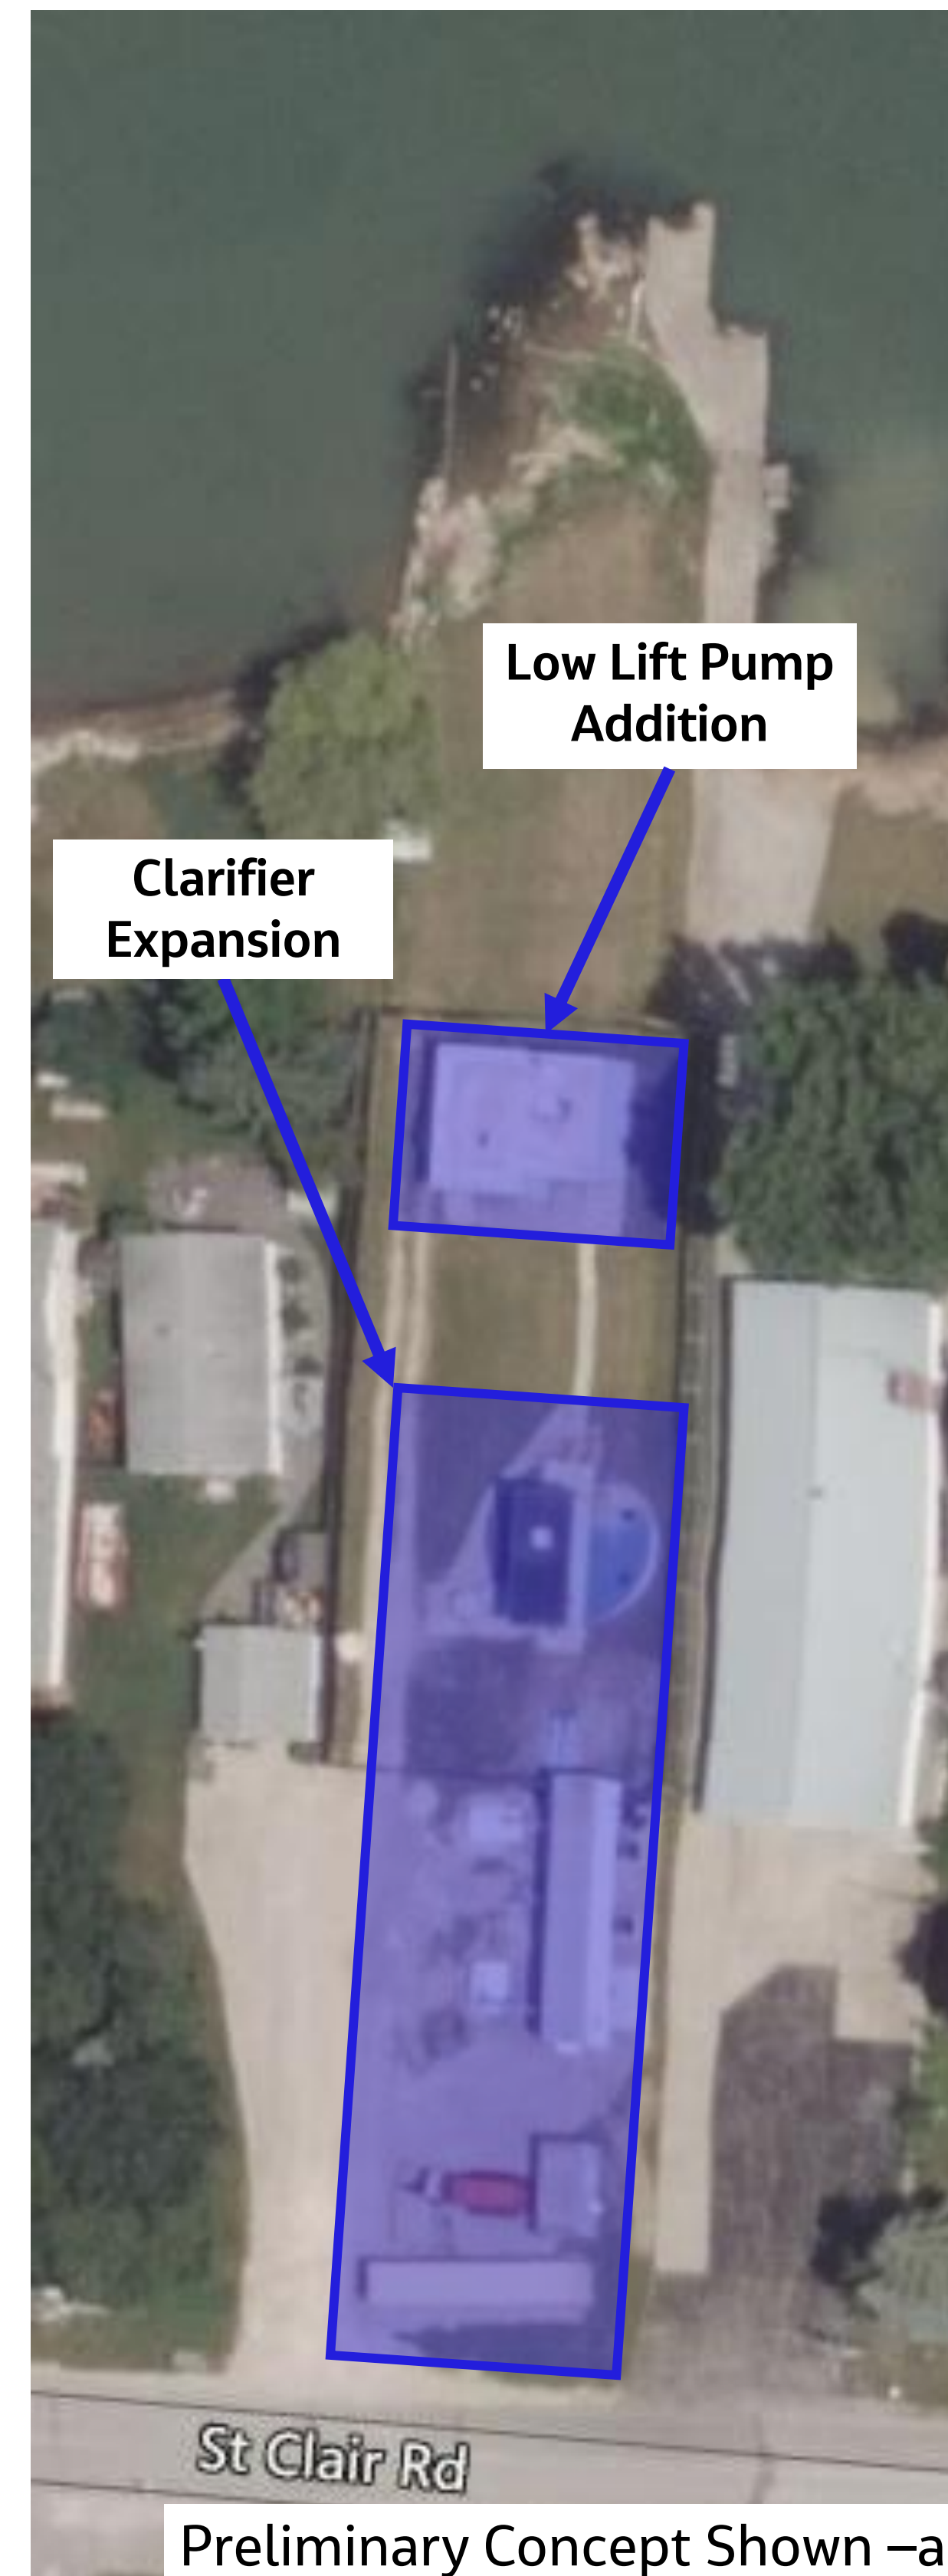 Low Lift Pump
Addition
Clarifier
Expansion
St Clair Rd
Preliminary Concept Shown –a